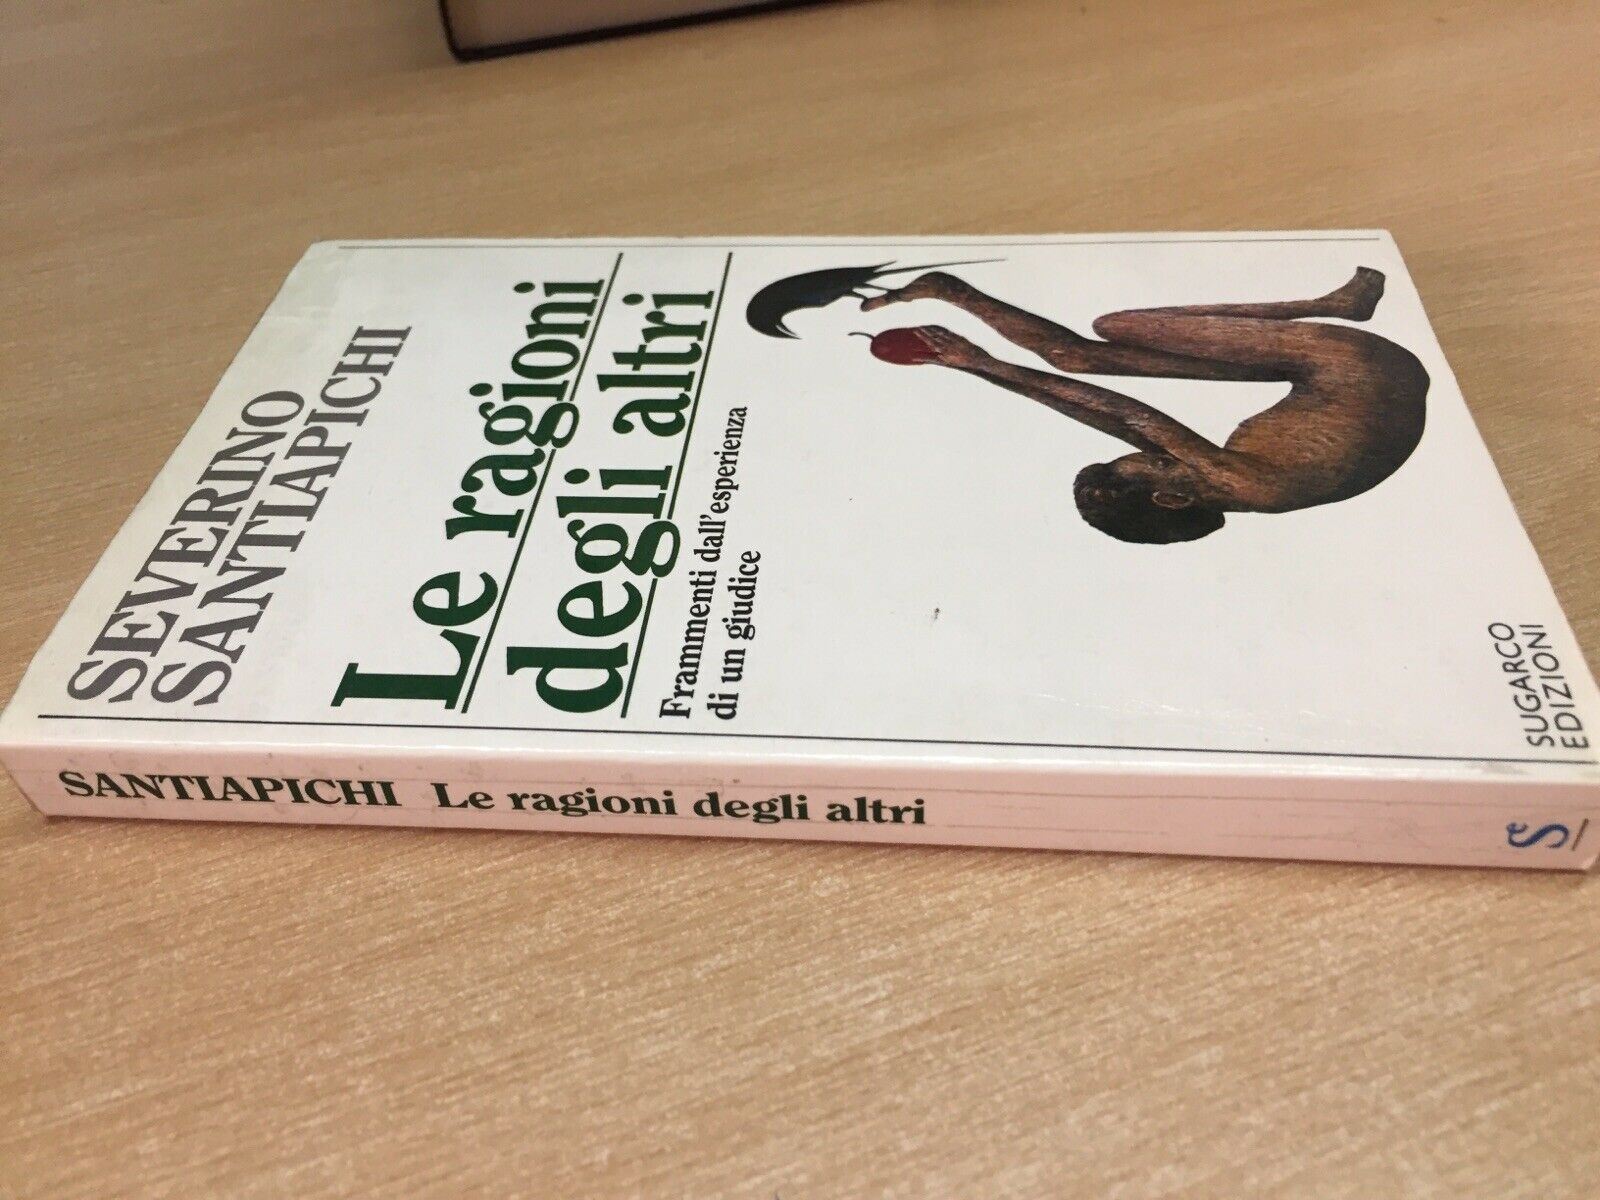 SEVERINO
SANTIAPICHI
Le ragioni
degli altri
Frammenti dall'esperienza
di un giudice
SUGARCO
EDIZIONI
SANTIAPICHI Le ragioni degli altri
Se